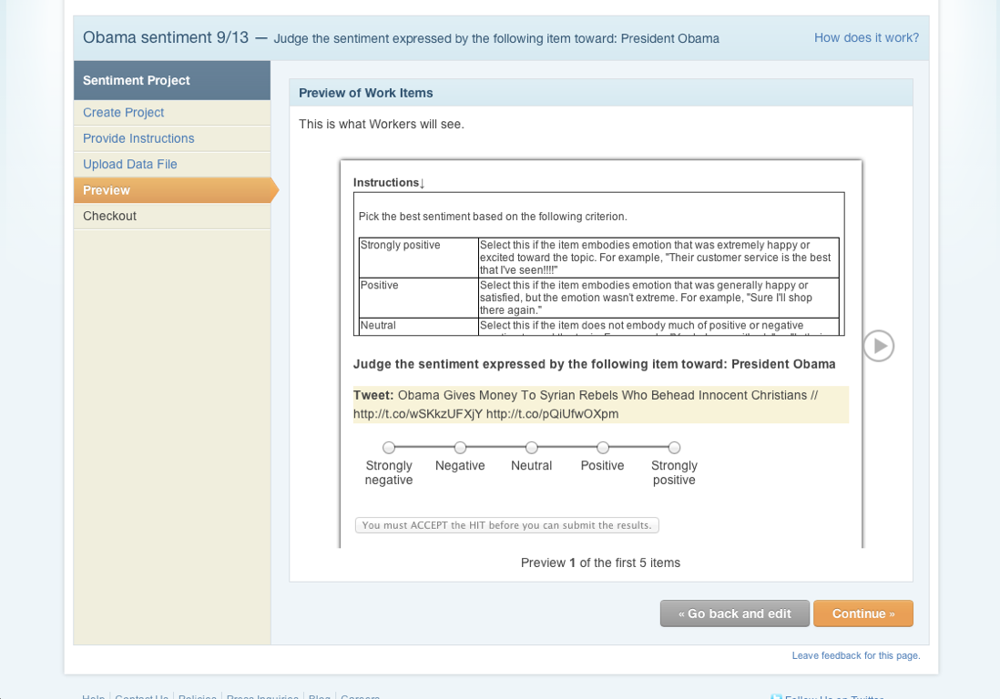 Obama sentiment 9/13 — Judge the sentiment expressed by the following item toward: President Obama
How does it work?
Sentiment Project
Create Project
Provide Instructions
Upload Data File
Preview
Checkout
Preview of Work Items
This is what Workers will see.
Instructions↓
Pick the best sentiment based on the following criterion.
Strongly positive
Select this if the item embodies emotion that was extremely happy or
excited toward the topic. For example, "Their customer service is the best
that I've seen!!!!"
Positive
Select this if the item embodies emotion that was generally happy or
satisfied, but the emotion wasn't extreme. For example, "Sure I'll shop
there again."
Neutral
Select this if the item does not embody much of positive or negative
Judge the sentiment expressed by the following item toward: President Obama
Tweet: Obama Gives Money To Syrian Rebels Who Behead Innocent Christians //
http://t.co/wSKkzUFXjY http://t.co/pQiUfwOXpm
Strongly negative
Negative
Neutral
Positive
Strongly positive
You must ACCEPT the HIT before you can submit the results.
Preview 1 of the first 5 items
« Go back and edit
Continue »
Leave feedback for this page.
Help | Contact Us | Policies | Press Inquiries | Blog | Careers
Follow Us on Twitter